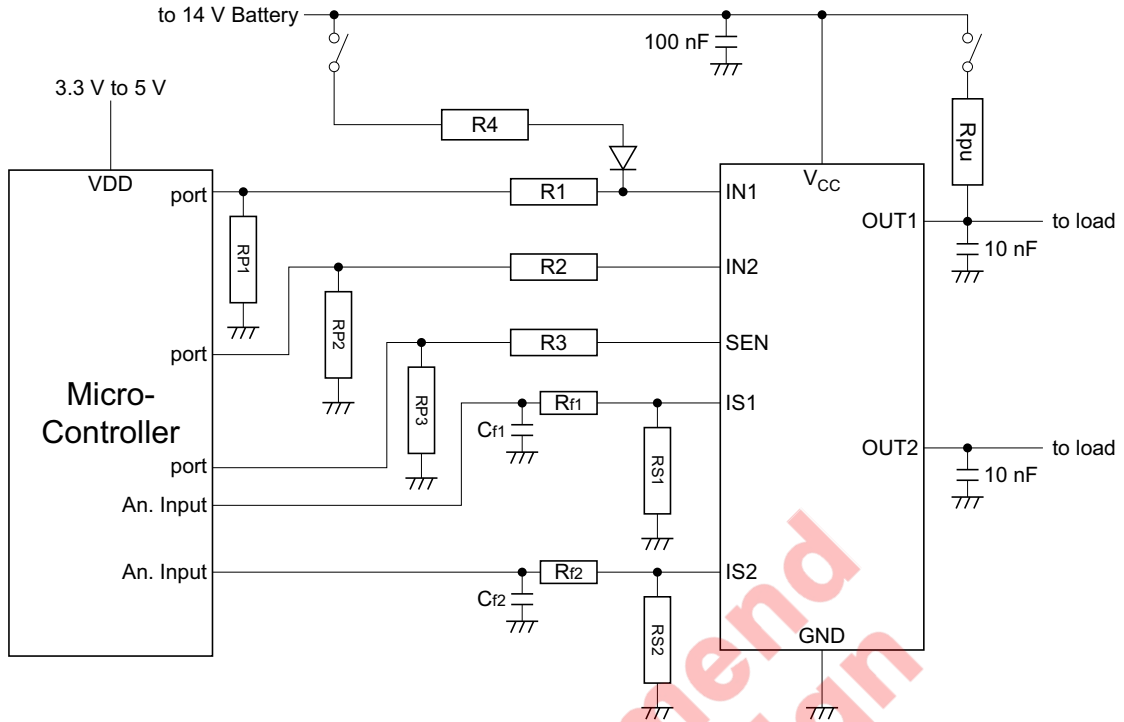 to 14 V Battery
100 nF
3.3 V to 5 V
R4
Rpu
VDD
VCC
port
R1
IN1
OUT1
to load
RP1
10 nF
R2
IN2
RP2
port
R3
SEN
RP3
Micro-
Controller
Rf1
IS1
Cf1
RS1
OUT2
to load
port
10 nF
An. Input
An. Input
Rf2
IS2
Cf2
RS2
GND
mend